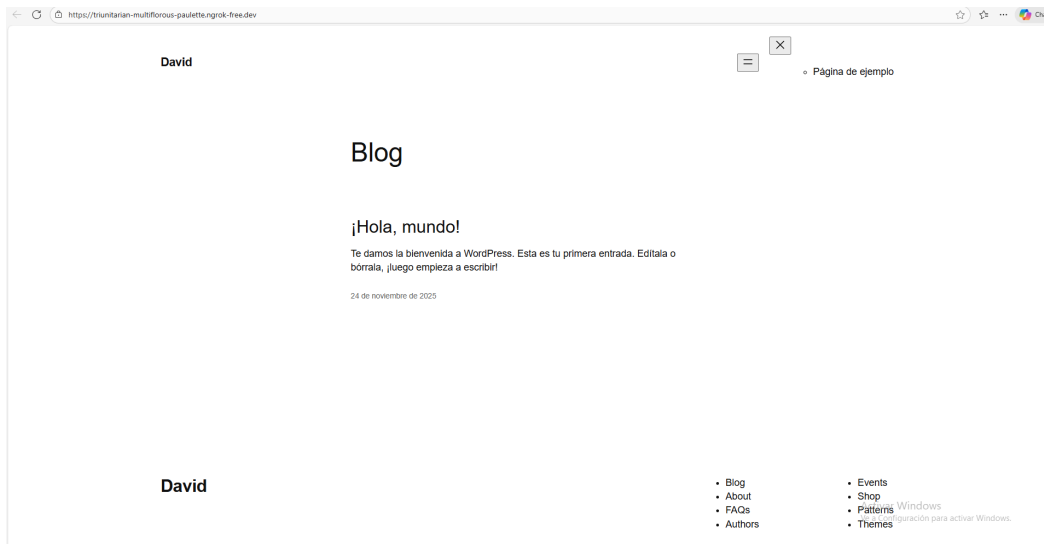 https://triunitarian-multiflorous-paulette.ngrok-free.dev
David
Página de ejemplo
Blog
¡Hola, mundo!
Te damos la bienvenida a WordPress. Esta es tu primera entrada. Edítala o
bórrala, ¡luego empieza a escribir!
24 de noviembre de 2025
David
Blog
About
FAQs
Authors
Events
Shop
Patterns
Themes
Activar Windows
Ve a Configuración para activar Windows.